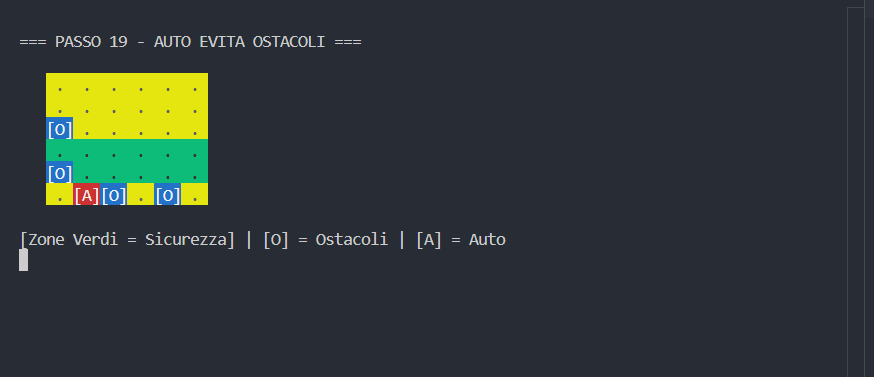 === PASSO 19 - AUTO EVITA OSTACOLI ===
. . . . . .
. . . . . .
[O] . . . . .
. . . . . .
[O] . . . . .
. [A][O] . [O] .
[Zone Verdi = Sicurezza] | [O] = Ostacoli | [A] = Auto